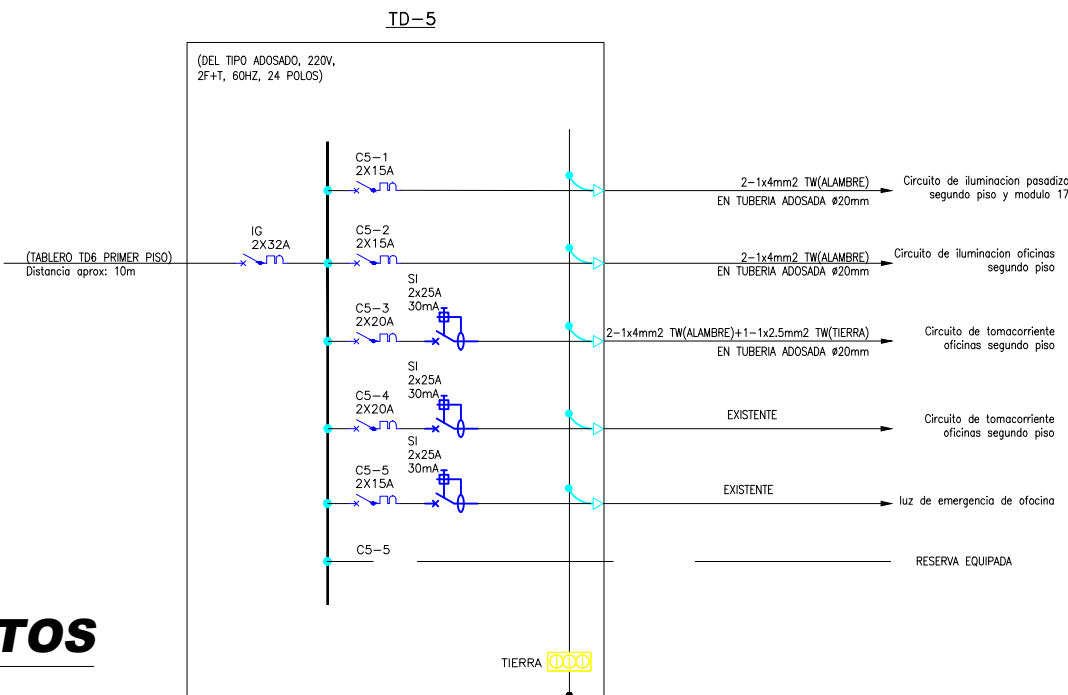 TD-5
(DEL TIPO ADOSADO, 220V,
2F+T, 60HZ, 24 POLOS)
(TABLERO TD6 PRIMER PISO)
Distancia aprox: 10m
IG
2X32A
C5-1
2X15A
2-1x4mm2 TW(ALAMBRE)
EN TUBERIA ADOSADA ø20mm
Circuito de iluminacion pasadizo
segundo piso y modulo 17
C5-2
2X15A
2-1x4mm2 TW(ALAMBRE)
EN TUBERIA ADOSADA ø20mm
Circuito de iluminacion oficinas
segundo piso
C5-3
2X20A
SI
2x25A
30mA
2-1x4mm2 TW(ALAMBRE)+1-1x2.5mm2 TW(TIERRA)
EN TUBERIA ADOSADA ø20mm
Circuito de tomacorriente
oficinas segundo piso
C5-4
2X20A
SI
2x25A
30mA
EXISTENTE
Circuito de tomacorriente
oficinas segundo piso
C5-5
2X15A
SI
2x25A
30mA
EXISTENTE
luz de emergencia de ofocina
C5-5
RESERVA EQUIPADA
TOS
TIERRA